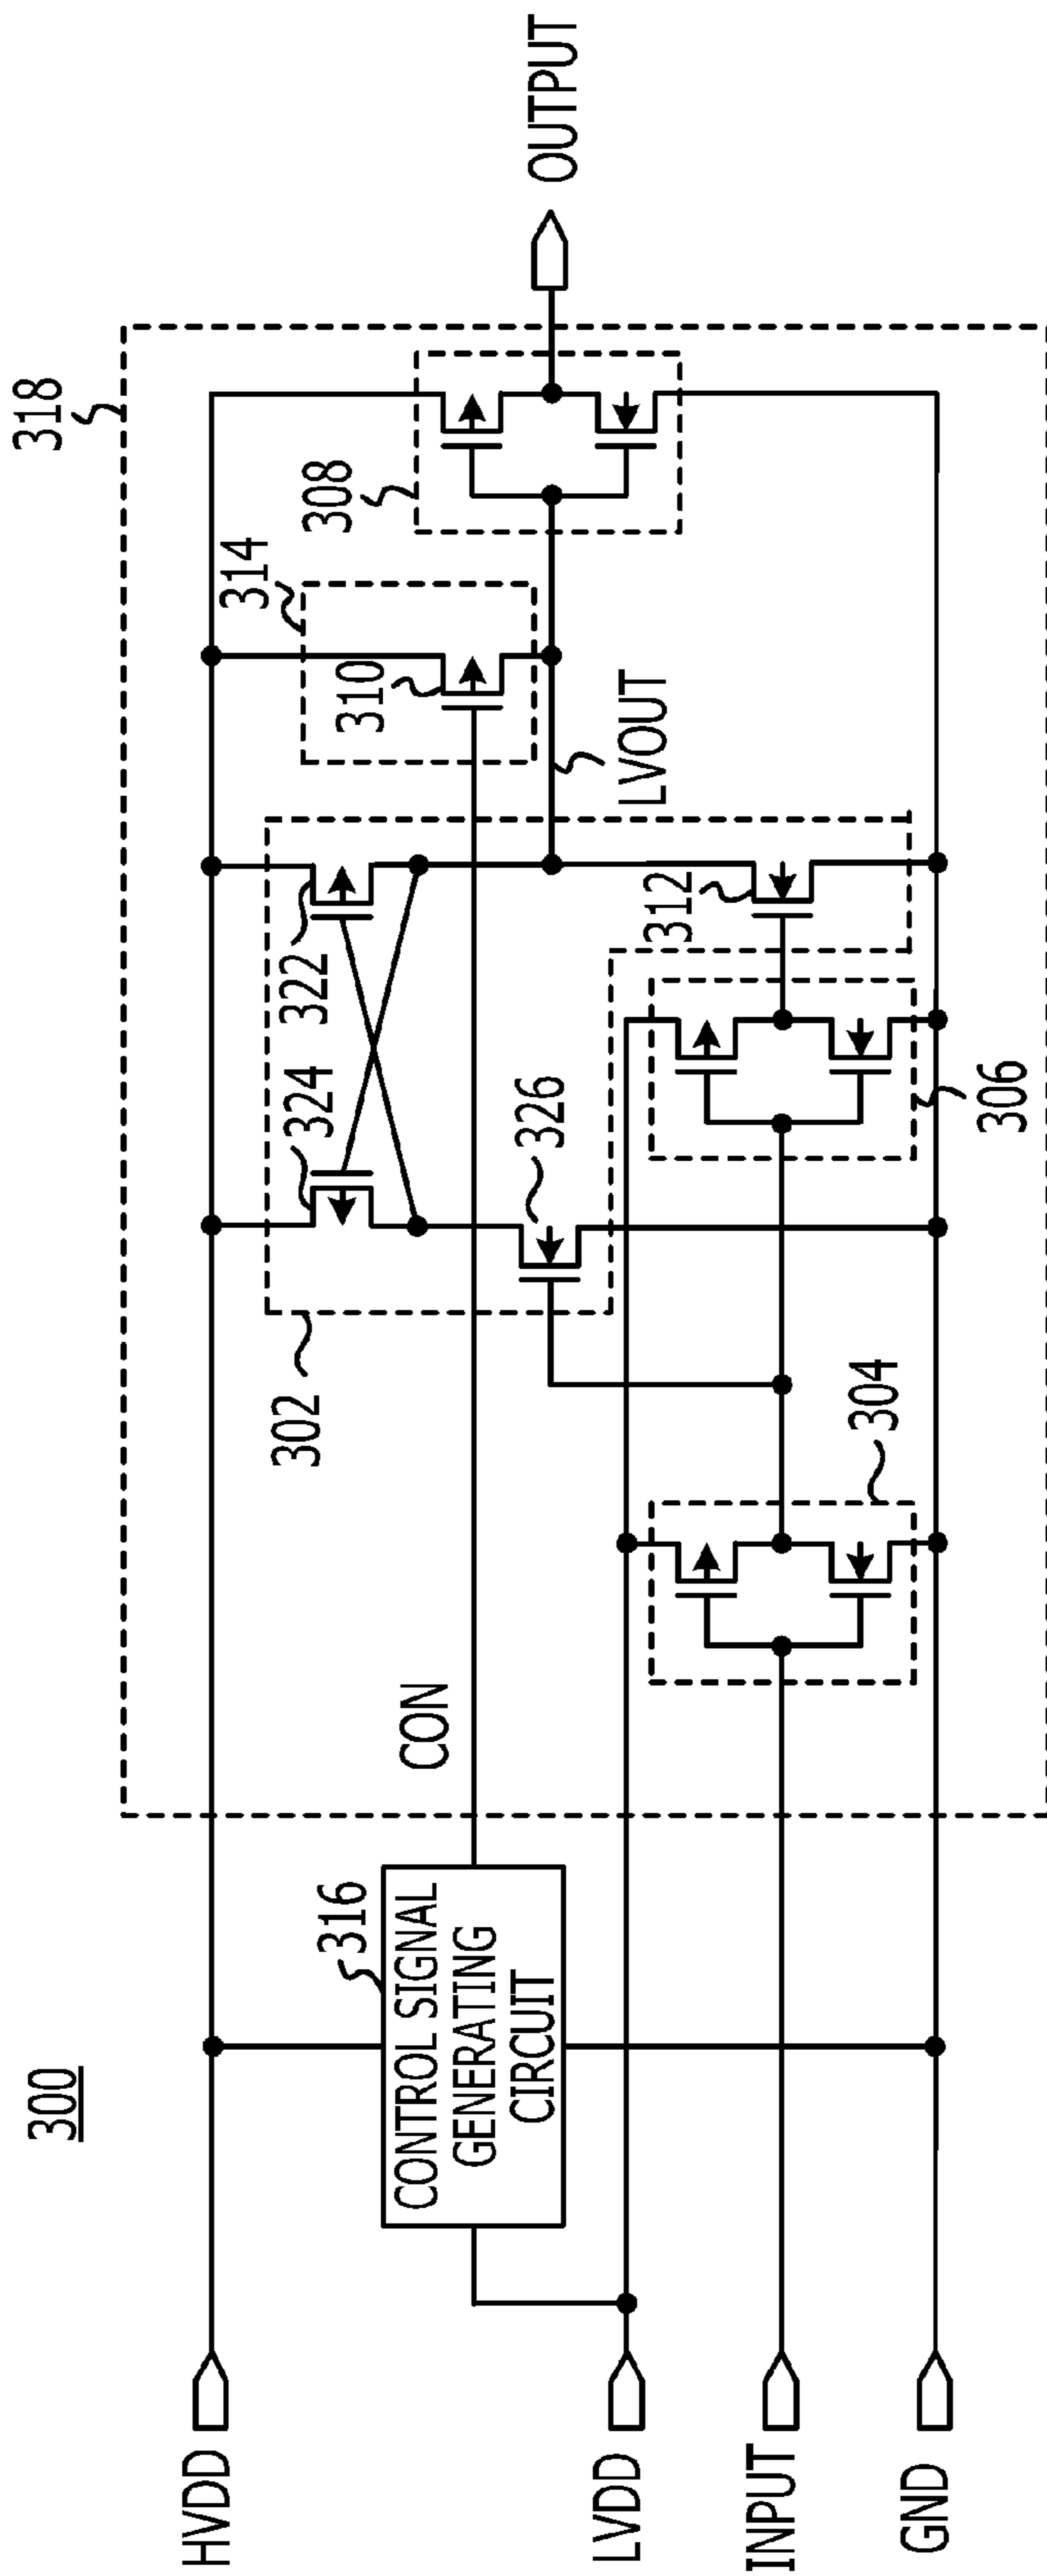 300
318
HVDD
LVDD
INPUT
GND
316
CONTROL SIGNAL
GENERATING
CIRCUIT
CON
302
304
324
326
322
312
306
LVOUT
314
310
308
OUTPUT